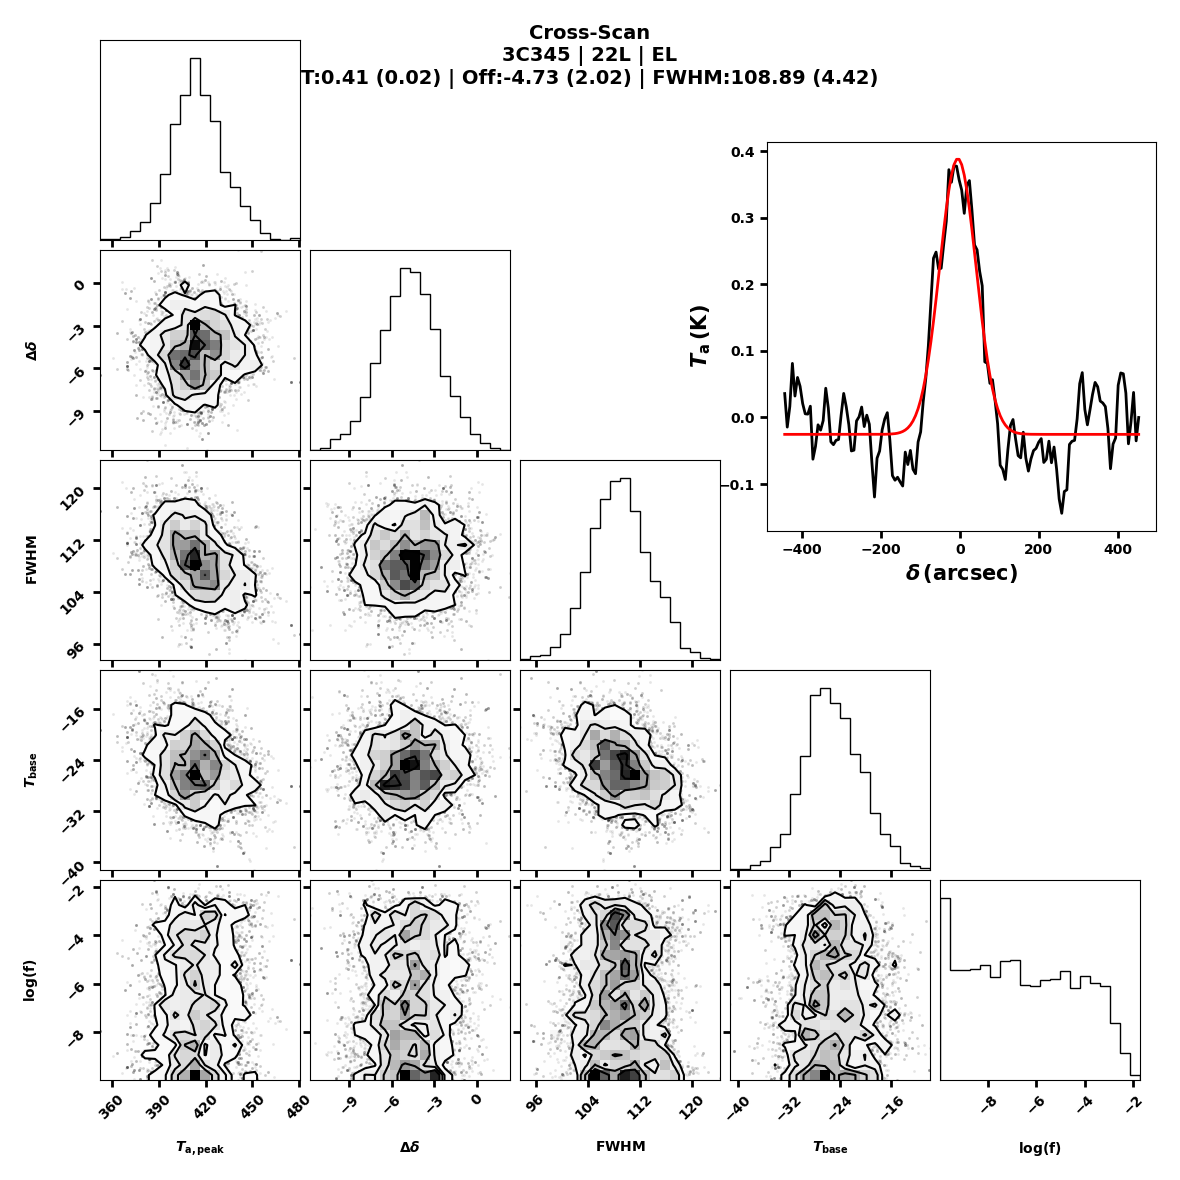 Cross-Scan
3C345 | 22L | EL
T:0.41 (0.02) | Off:-4.73 (2.02) | FWHM:108.89 (4.42)
0.4
0.3
0.2
0.1
0.0
−0.1
T_a (K)
−400 −200 0 200 400
δ (arcsec)
0
−3
−6
−9
Δδ
120
112
104
96
FWHM
−16
−24
−32
−40
T_base
−2
−4
−6
−8
log(f)
360 390 420 450 480
−9 −6 −3 0
96 104 112 120
−40 −32 −24 −16
−8 −6 −4 −2
T_a,peak Δδ FWHM T_base log(f)